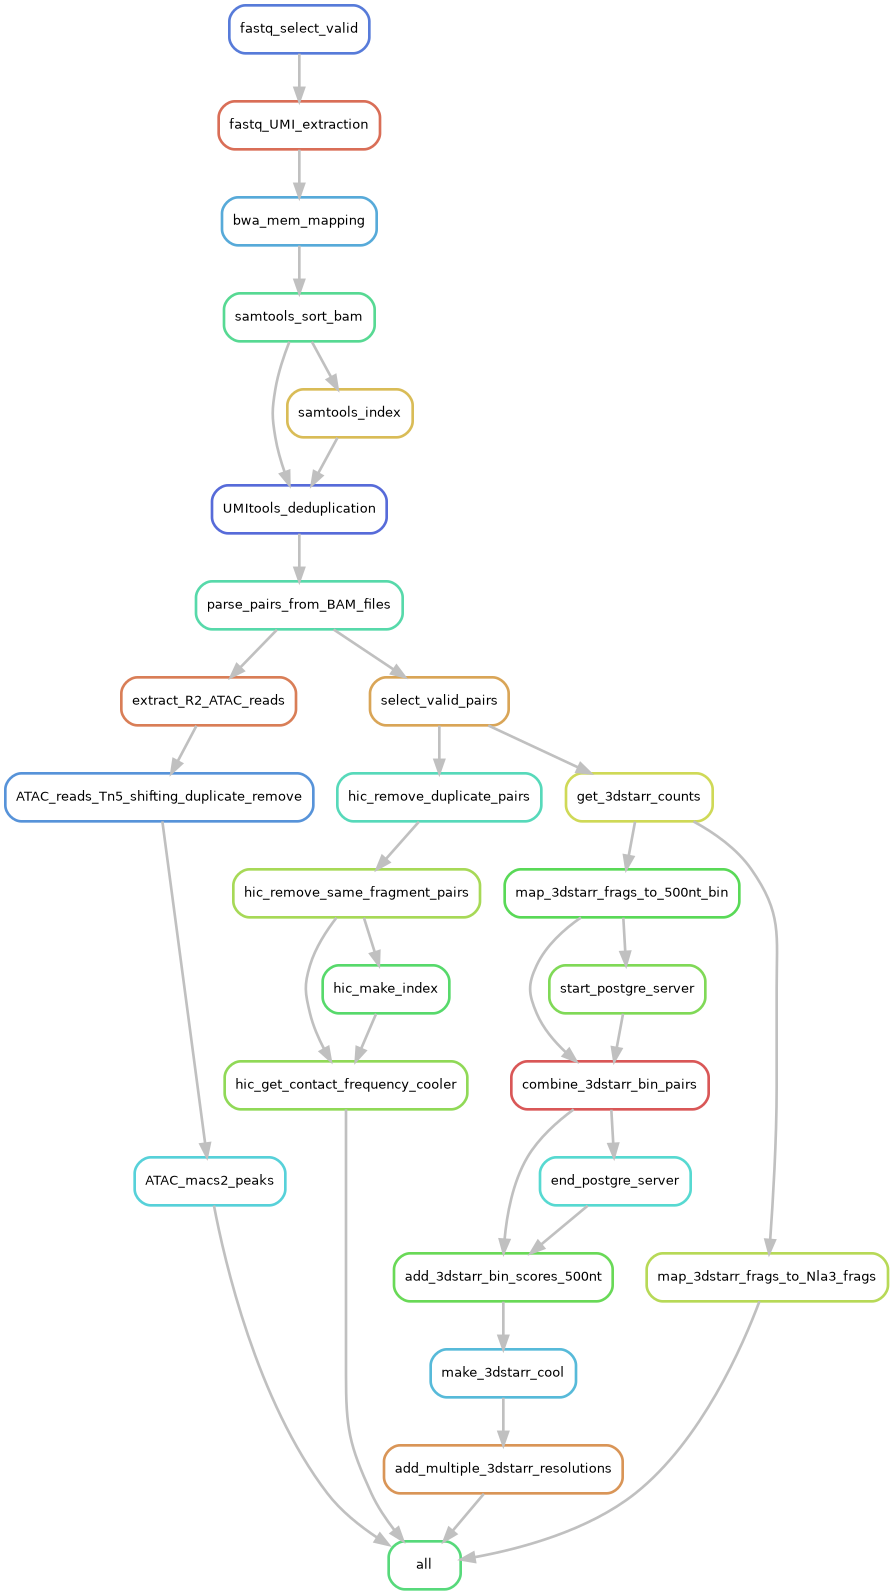 fastq_select_valid
fastq_UMI_extraction
bwa_mem_mapping
samtools_sort_bam
samtools_index
UMItools_deduplication
parse_pairs_from_BAM_files
extract_R2_ATAC_reads
select_valid_pairs
ATAC_reads_Tn5_shifting_duplicate_remove
hic_remove_duplicate_pairs
get_3dstarr_counts
hic_remove_same_fragment_pairs
map_3dstarr_frags_to_500nt_bin
hic_make_index
start_postgre_server
hic_get_contact_frequency_cooler
combine_3dstarr_bin_pairs
ATAC_macs2_peaks
end_postgre_server
add_3dstarr_bin_scores_500nt
map_3dstarr_frags_to_Nla3_frags
make_3dstarr_cool
add_multiple_3dstarr_resolutions
all